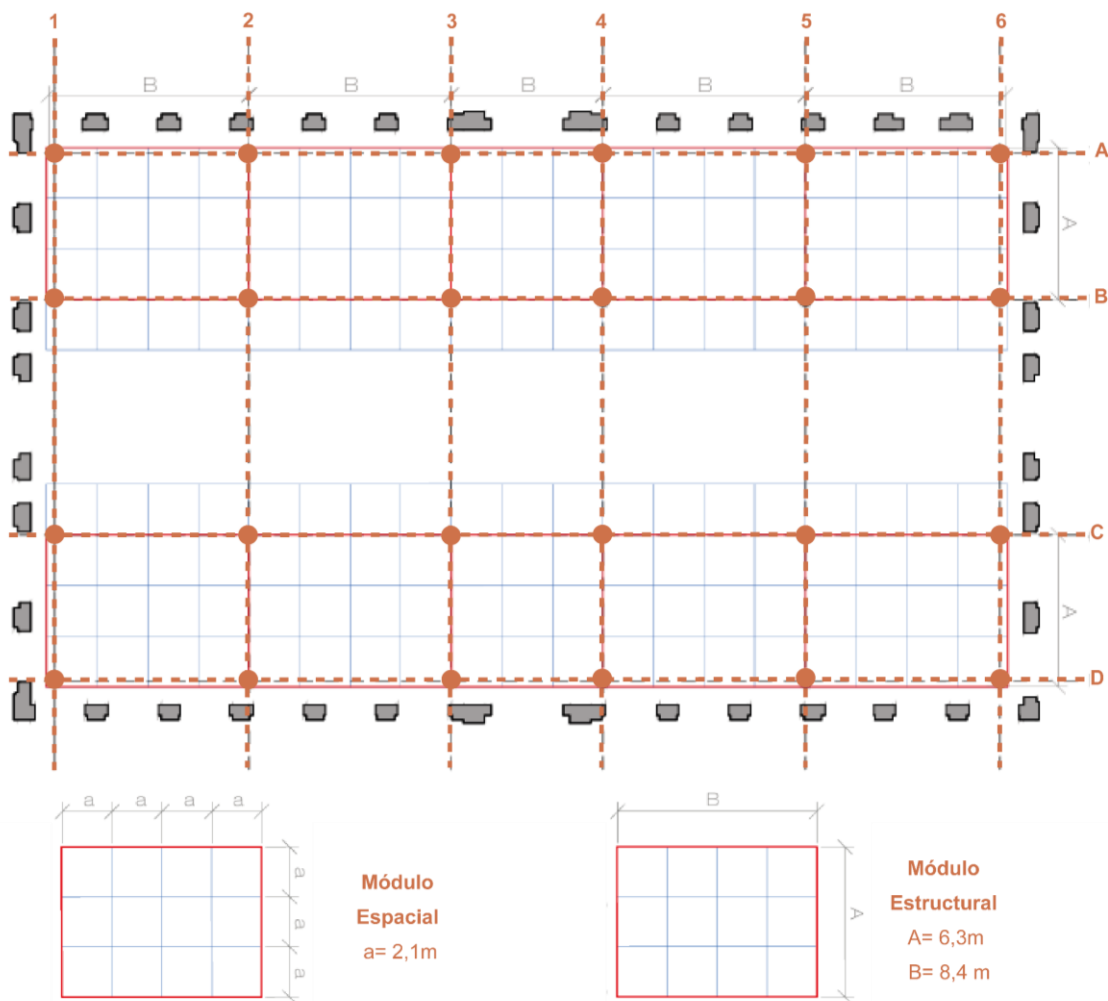 1 2 3 4 5 6
B B B B B
A
A
B
C
A
D
a a a a
a
a
a
Módulo
Espacial
a= 2,1m
B
A
Módulo
Estructural
A= 6,3m
B= 8,4 m